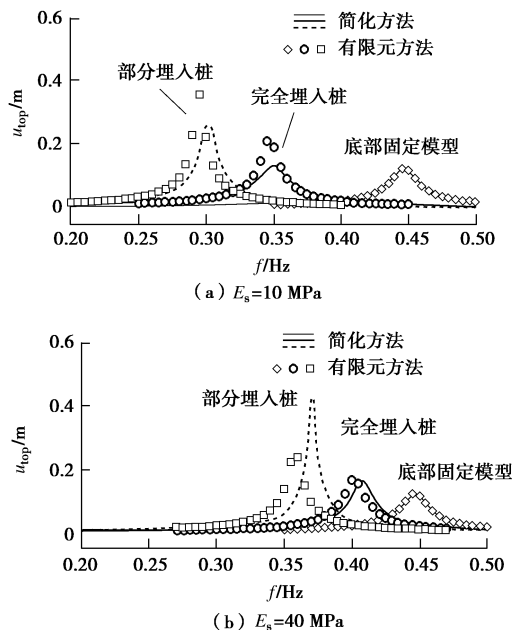 0.6
简化方法
有限元方法
部分埋入桩
0.4
完全埋入桩
u_top/m
底部固定模型
0.2
0
0.20 0.25 0.30 0.35 0.40 0.45 0.50
f/Hz
(a) E_s=10 MPa
0.6
简化方法
有限元方法
部分埋入桩
0.4
完全埋入桩
u_top/m
底部固定模型
0.2
0
0.20 0.25 0.30 0.35 0.40 0.45 0.50
f/Hz
(b) E_s=40 MPa